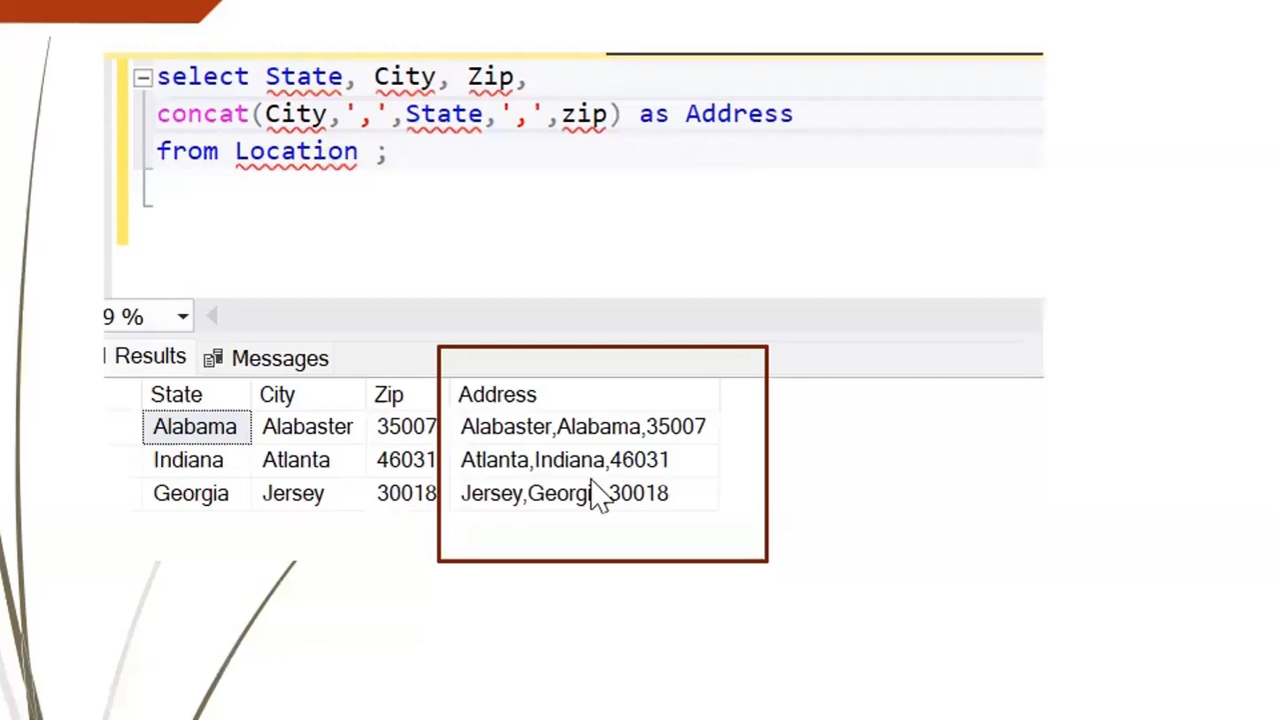 select State, City, Zip,
concat(City,',',State,',',zip) as Address
from Location ;
9 %
Results Messages
State City Zip Address
Alabama Alabaster 35007 Alabaster,Alabama,35007
Indiana Atlanta 46031 Atlanta,Indiana,46031
Georgia Jersey 30018 Jersey,Georgia,30018